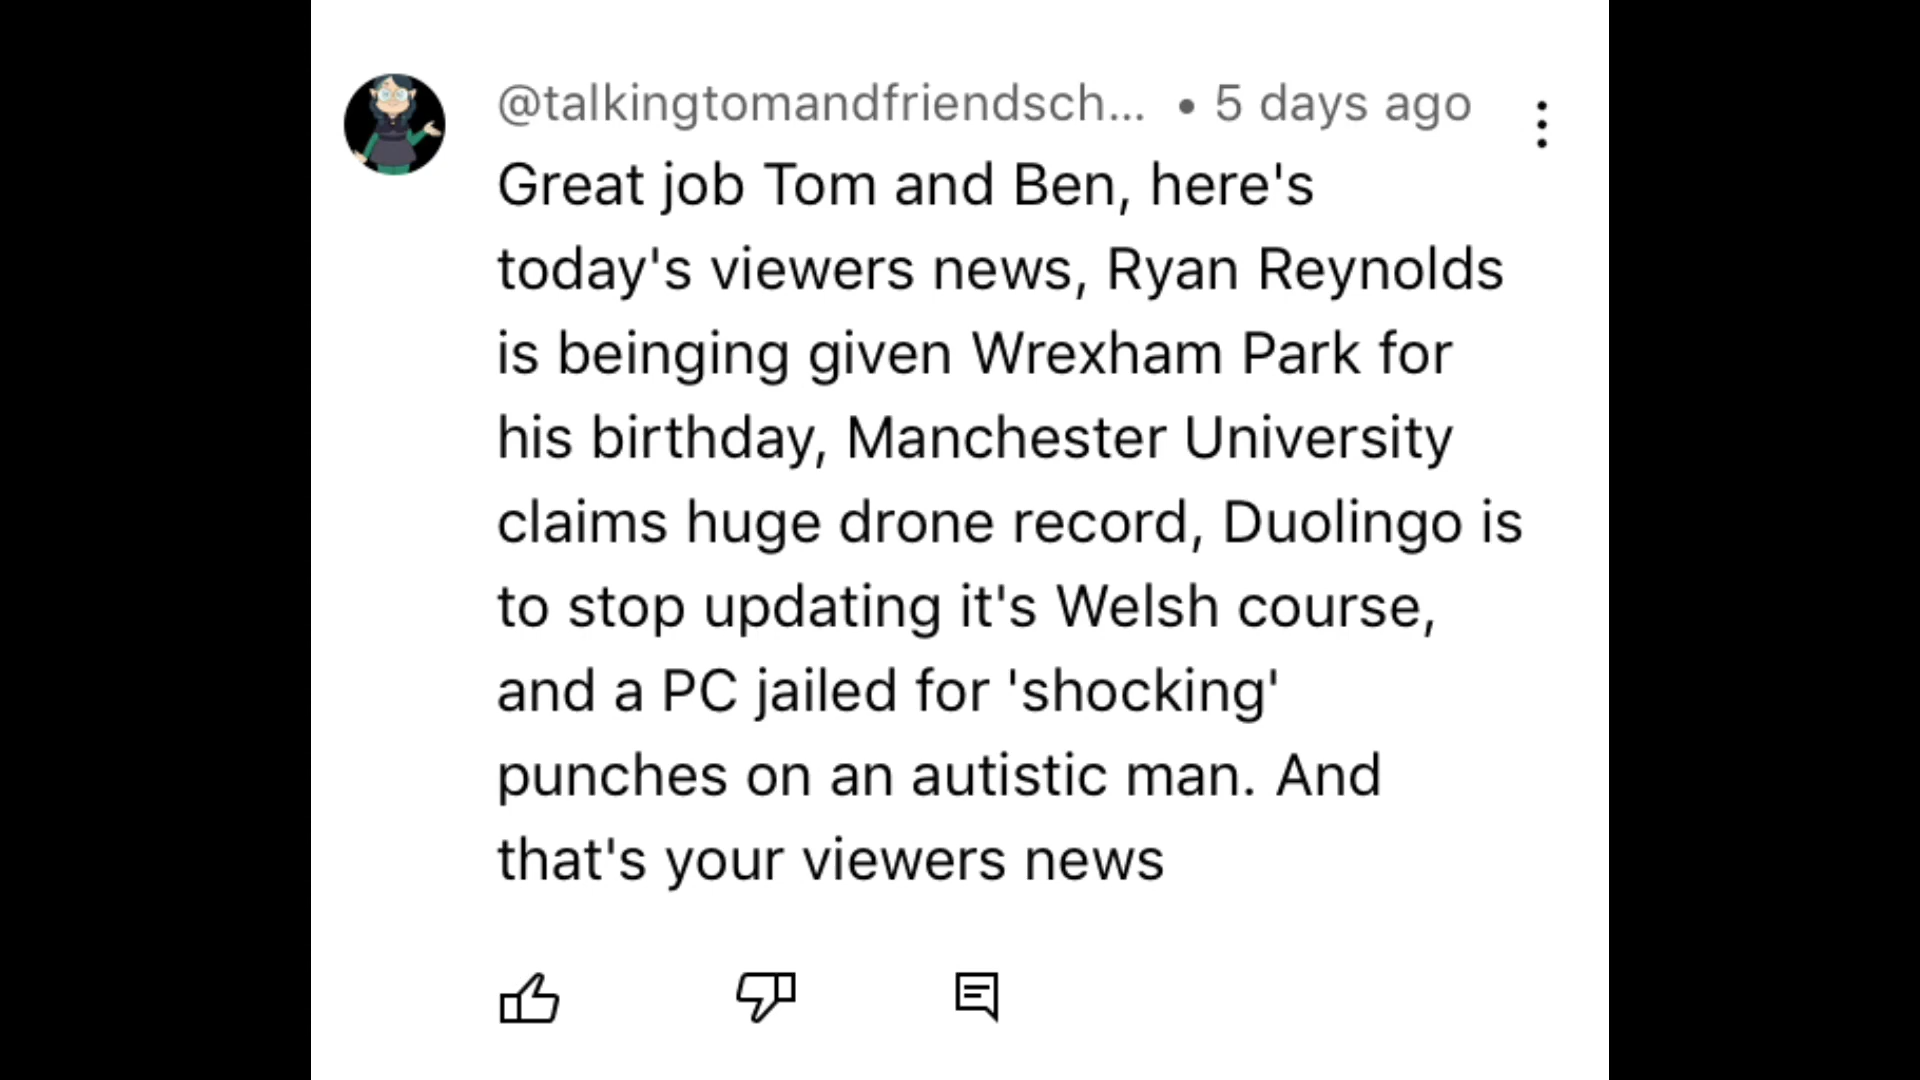 @talkingtomandfriendsch... • 5 days ago
Great job Tom and Ben, here's
today's viewers news, Ryan Reynolds
is beinging given Wrexham Park for
his birthday, Manchester University
claims huge drone record, Duolingo is
to stop updating it's Welsh course,
and a PC jailed for 'shocking'
punches on an autistic man. And
that's your viewers news